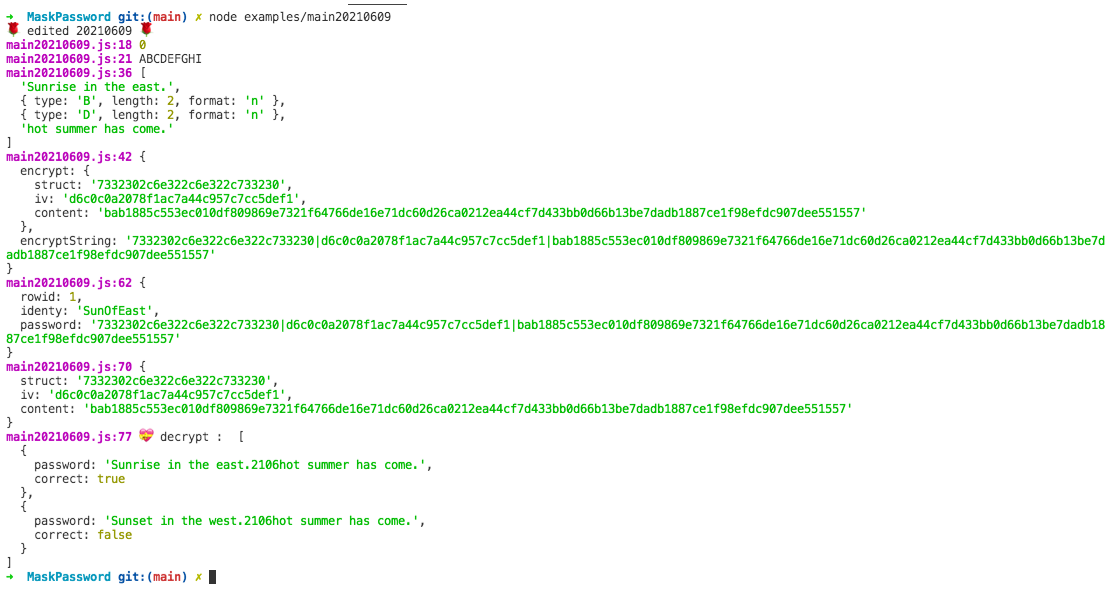 ➜  MaskPassword git:(main) ✗ node examples/main20210609
🌹 edited 20210609 🌹
main20210609.js:18 0
main20210609.js:21 ABCDEFGHI
main20210609.js:36 [
  'Sunrise in the east.',
  { type: 'B', length: 2, format: 'n' },
  { type: 'D', length: 2, format: 'n' },
  'hot summer has come.'
]
main20210609.js:42 {
  encrypt: {
    struct: '7332302c6e322c6e322c733230',
    iv: 'd6c0c0a2078f1ac7a44c957c7cc5def1',
    content: 'bab1885c553ec010df809869e7321f64766de16e71dc60d26ca0212ea44cf7d433bb0d66b13be7dadb1887ce1f98efdc907dee551557'
  },
  encryptString: '7332302c6e322c6e322c733230|d6c0c0a2078f1ac7a44c957c7cc5def1|bab1885c553ec010df809869e7321f64766de16e71dc60d26ca0212ea44cf7d433bb0d66b13be7d
adb1887ce1f98efdc907dee551557'
}
main20210609.js:62 {
  rowid: 1,
  identy: 'SunOfEast',
  password: '7332302c6e322c6e322c733230|d6c0c0a2078f1ac7a44c957c7cc5def1|bab1885c553ec010df809869e7321f64766de16e71dc60d26ca0212ea44cf7d433bb0d66b13be7dadb18
87ce1f98efdc907dee551557'
}
main20210609.js:70 {
  struct: '7332302c6e322c6e322c733230',
  iv: 'd6c0c0a2078f1ac7a44c957c7cc5def1',
  content: 'bab1885c553ec010df809869e7321f64766de16e71dc60d26ca0212ea44cf7d433bb0d66b13be7dadb1887ce1f98efdc907dee551557'
}
main20210609.js:77 💝 decrypt :  [
  {
    password: 'Sunrise in the east.2106hot summer has come.',
    correct: true
  },
  {
    password: 'Sunset in the west.2106hot summer has come.',
    correct: false
  }
]
➜  MaskPassword git:(main) ✗